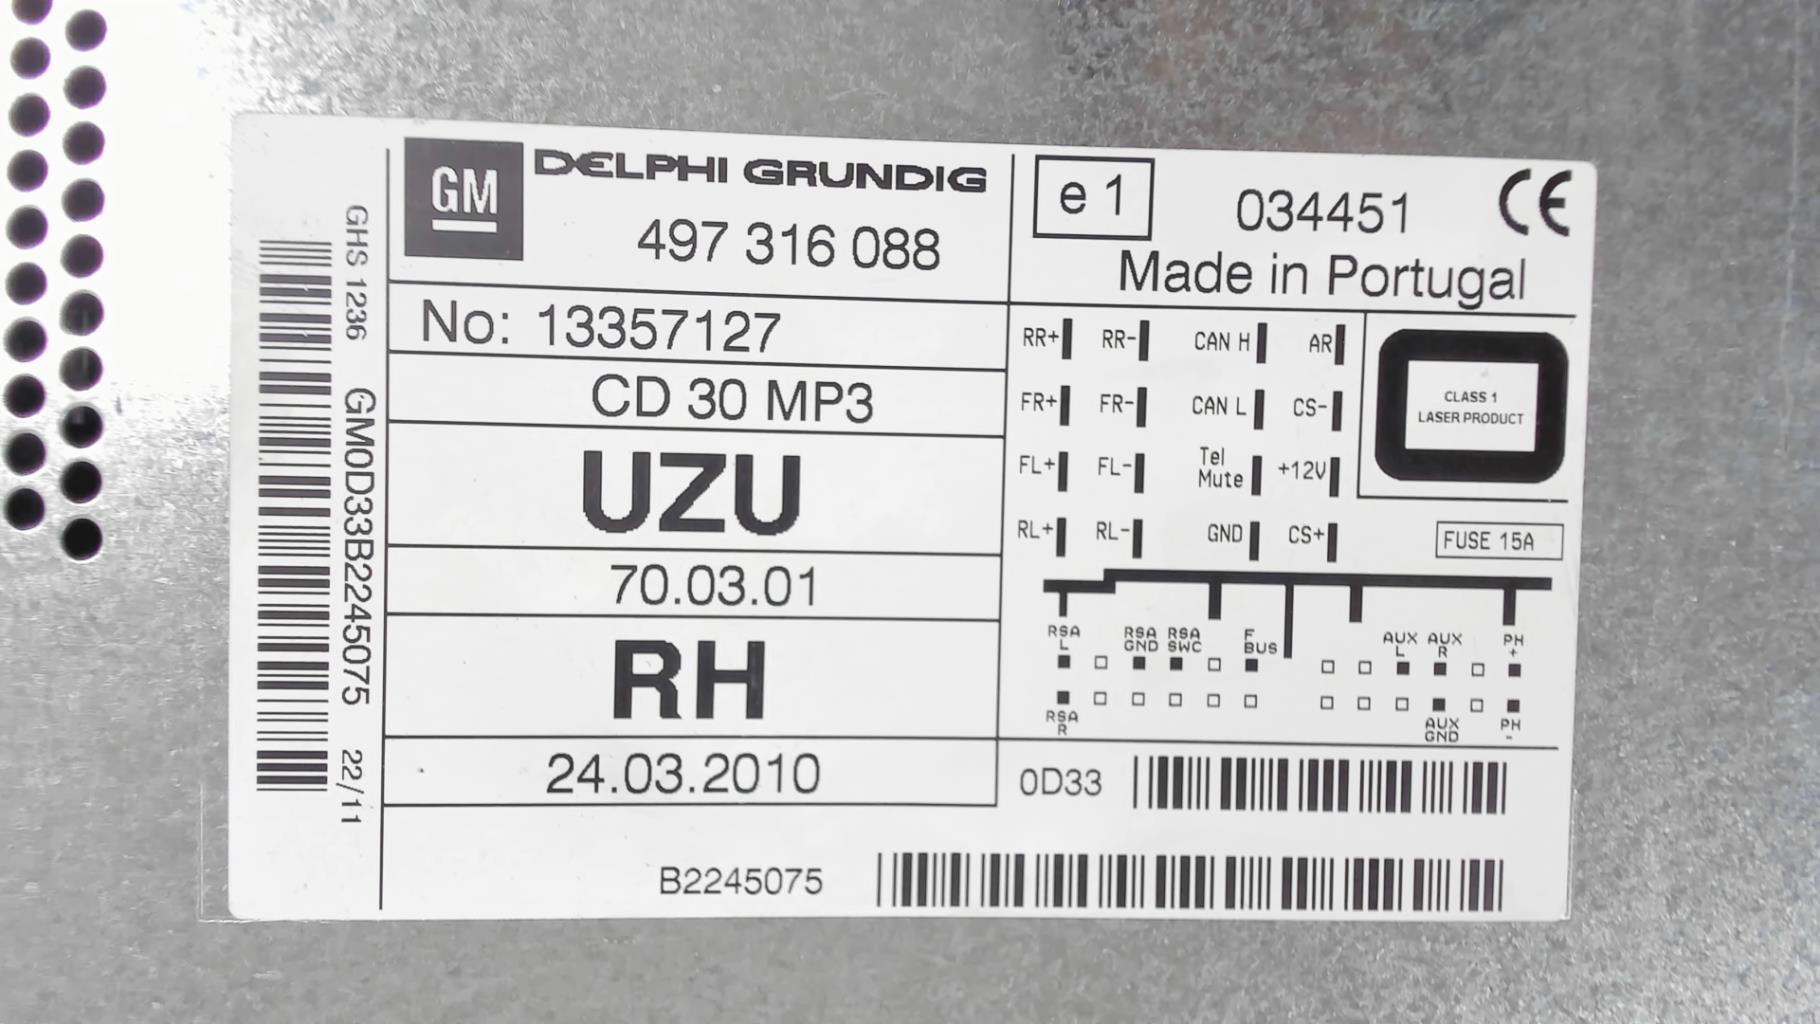 GHS 1236 GM0D33B2245075 22/11
GM
DELPHI GRUNDIG
497 316 088
No: 13357127
CD 30 MP3
UZU
70.03.01
RH
24.03.2010
e 1
034451
CE
Made in Portugal
RR+ RR- CAN H AR
FR+ FR- CAN L CS-
FL+ FL- Tel Mute +12V
RL+ RL- GND CS+
CLASS 1
LASER PRODUCT
FUSE 15A
RSA L
RSA GND
RSA SWC
F BUS
AUX L
AUX R
PH +
RSA R
AUX GND
PH -
0D33
B2245075